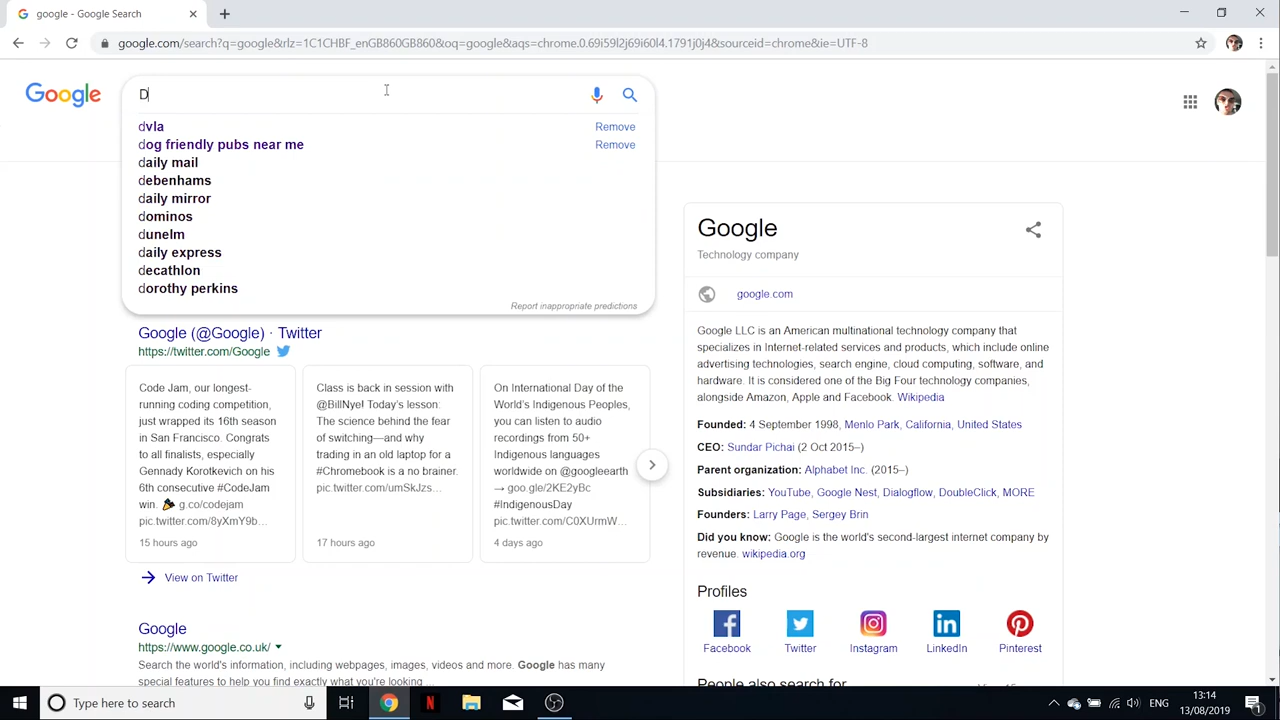 google - Google Search
google.com/search?q=google&rlz=1C1CHBF_enGB860GB860&oq=google&aqs=chrome.0.69i59l2j69i60l4.1791j0j4&sourceid=chrome&ie=UTF-8
Google
D
dvla
Remove
dog friendly pubs near me
Remove
daily mail
debenhams
daily mirror
dominos
dunelm
daily express
decathlon
dorothy perkins
Report inappropriate predictions
Google (@Google) · Twitter
https://twitter.com/Google
Code Jam, our longest-
running coding competition,
just wrapped its 16th season
in San Francisco. Congrats
to all finalists, especially
Gennady Korotkevich on his
6th consecutive #CodeJam
win. 🎉 g.co/codejam
pic.twitter.com/8yXmY9b...
15 hours ago
Class is back in session with
@BillNye! Today's lesson:
The science behind the fear
of switching—and why
trading in an old laptop for a
#Chromebook is a no brainer.
pic.twitter.com/umSkJzs...
17 hours ago
On International Day of the
World's Indigenous Peoples,
you can listen to audio
recordings from 50+
Indigenous languages
worldwide on @googleearth
→ goo.gle/2KE2yBc
#IndigenousDay
pic.twitter.com/C0XUrmW...
4 days ago
View on Twitter
Google
https://www.google.co.uk/
Search the world's information, including webpages, images, videos and more. Google has many
special features to help you find exactly what you're looking ...
Google
Technology company
google.com
Google LLC is an American multinational technology company that
specializes in Internet-related services and products, which include online
advertising technologies, search engine, cloud computing, software, and
hardware. It is considered one of the Big Four technology companies,
alongside Amazon, Apple and Facebook. Wikipedia
Founded: 4 September 1998, Menlo Park, California, United States
CEO: Sundar Pichai (2 Oct 2015–)
Parent organization: Alphabet Inc. (2015–)
Subsidiaries: YouTube, Google Nest, Dialogflow, DoubleClick, MORE
Founders: Larry Page, Sergey Brin
Did you know: Google is the world's second-largest internet company by
revenue. wikipedia.org
Profiles
Facebook
Twitter
Instagram
LinkedIn
Pinterest
People also search for
Type here to search
ENG
13:14
13/08/2019
1